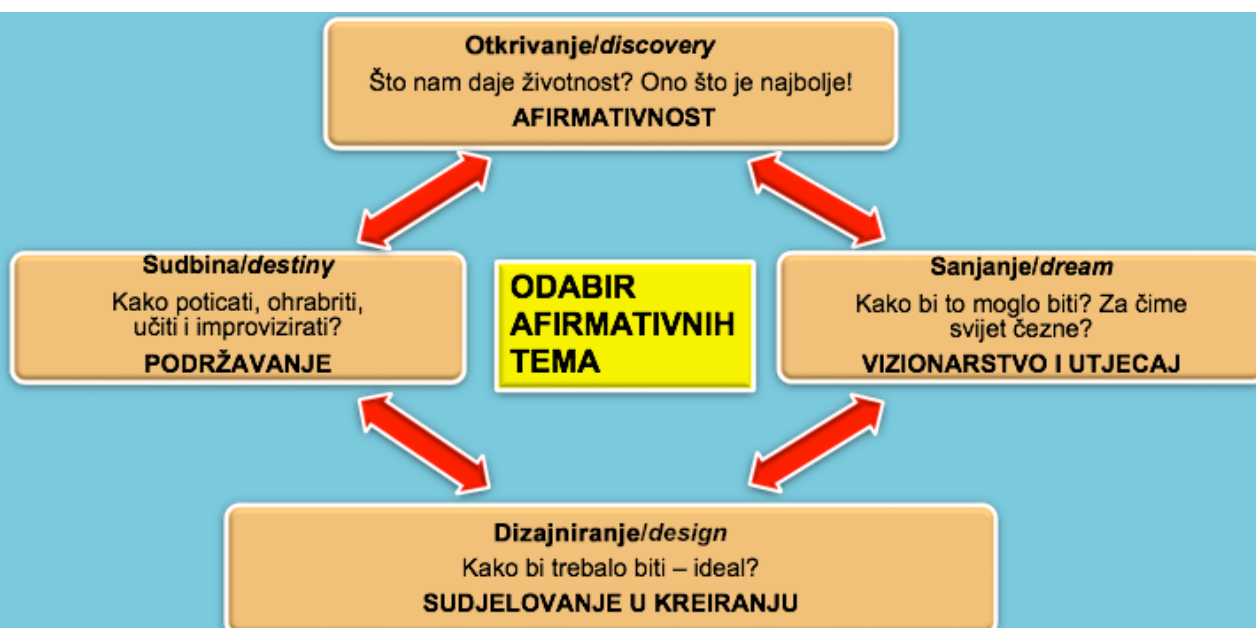 Otkrivanje/discovery
Što nam daje životnost? Ono što je najbolje!
AFIRMATIVNOST
Sudbina/destiny
Kako poticati, ohrabriti,
učiti i improvizirati?
PODRŽAVANJE
ODABIR
AFIRMATIVNIH
TEMA
Sanjanje/dream
Kako bi to moglo biti? Za čime
svijet čezne?
VIZIONARSTVO I UTJECAJ
Dizajniranje/design
Kako bi trebalo biti – ideal?
SUDJELOVANJE U KREIRANJU